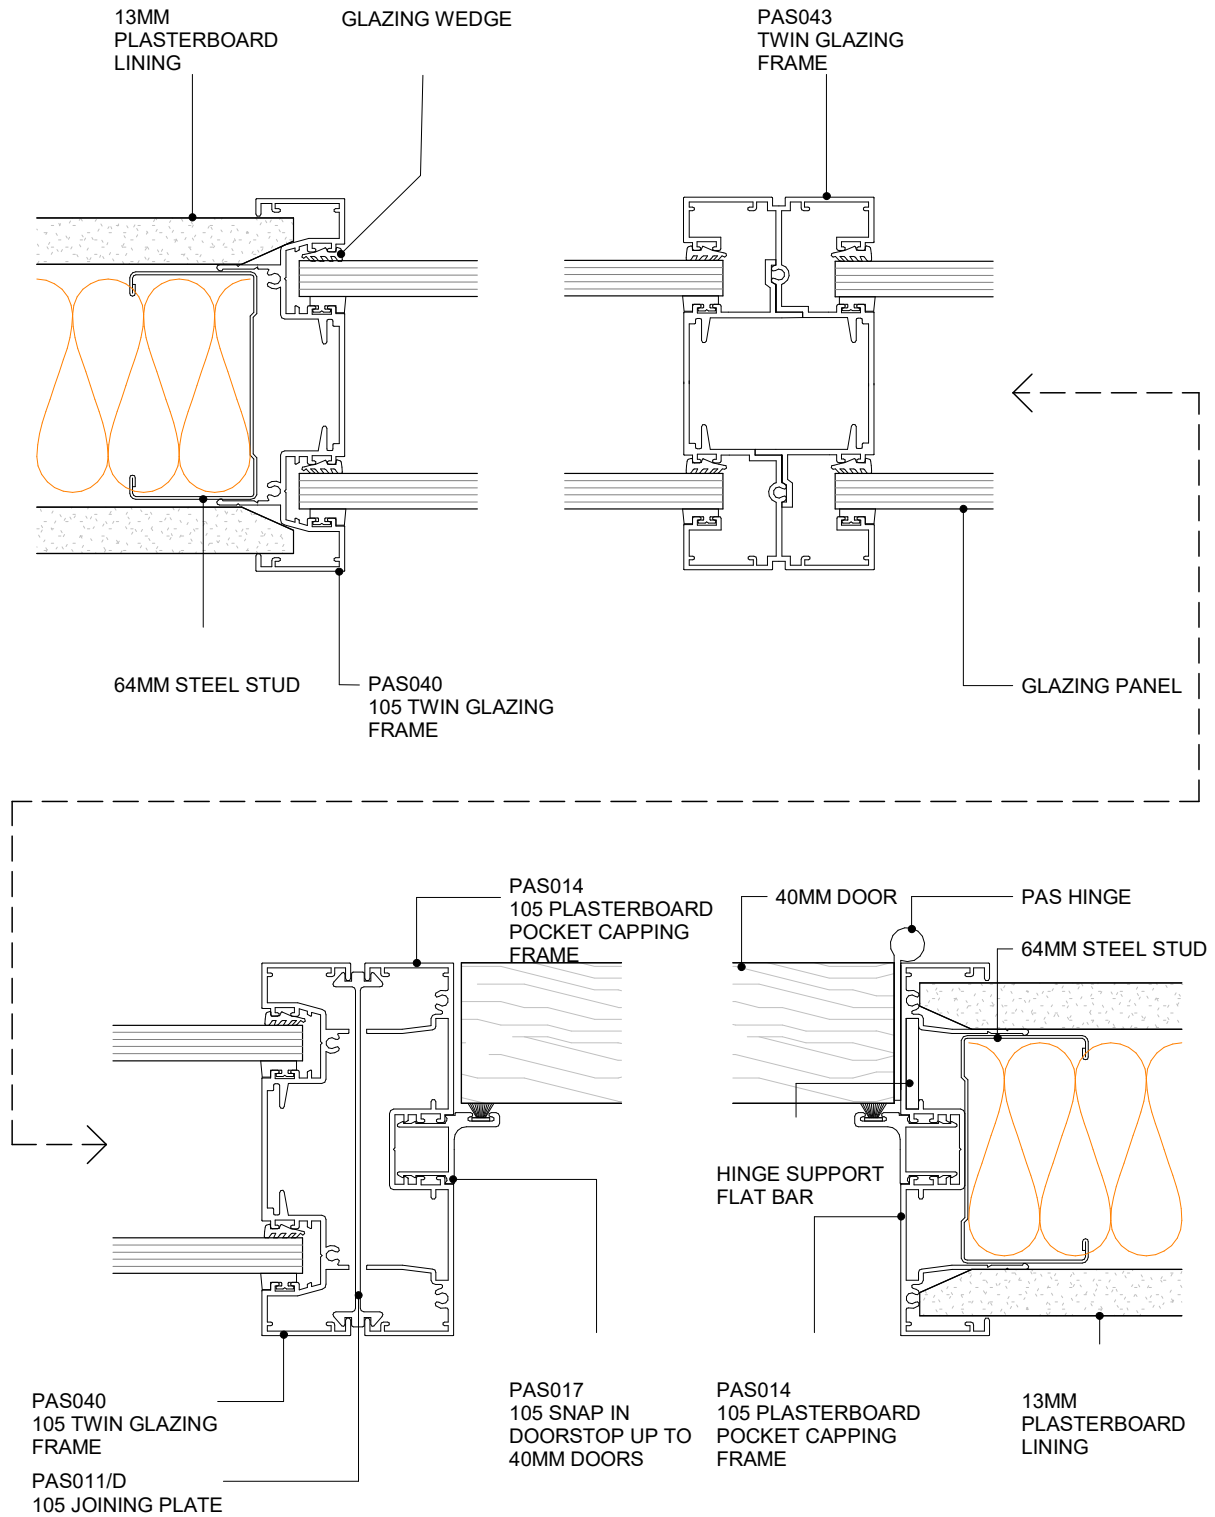 13MM
PLASTERBOARD
LINING
GLAZING WEDGE
PAS043
TWIN GLAZING
FRAME
64MM STEEL STUD
PAS040
105 TWIN GLAZING
FRAME
GLAZING PANEL
PAS014
105 PLASTERBOARD
POCKET CAPPING
FRAME
40MM DOOR
PAS HINGE
64MM STEEL STUD
HINGE SUPPORT
FLAT BAR
PAS040
105 TWIN GLAZING
FRAME
PAS011/D
105 JOINING PLATE
PAS017
105 SNAP IN
DOORSTOP UP TO
40MM DOORS
PAS014
105 PLASTERBOARD
POCKET CAPPING
FRAME
13MM
PLASTERBOARD
LINING